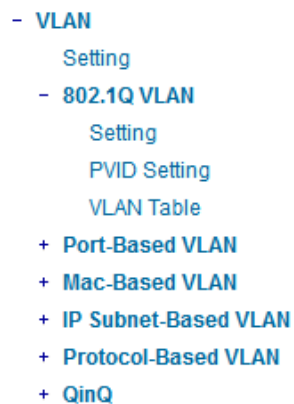 - VLAN
Setting
- 802.1Q VLAN
Setting
PVID Setting
VLAN Table
+ Port-Based VLAN
+ Mac-Based VLAN
+ IP Subnet-Based VLAN
+ Protocol-Based VLAN
+ QinQ